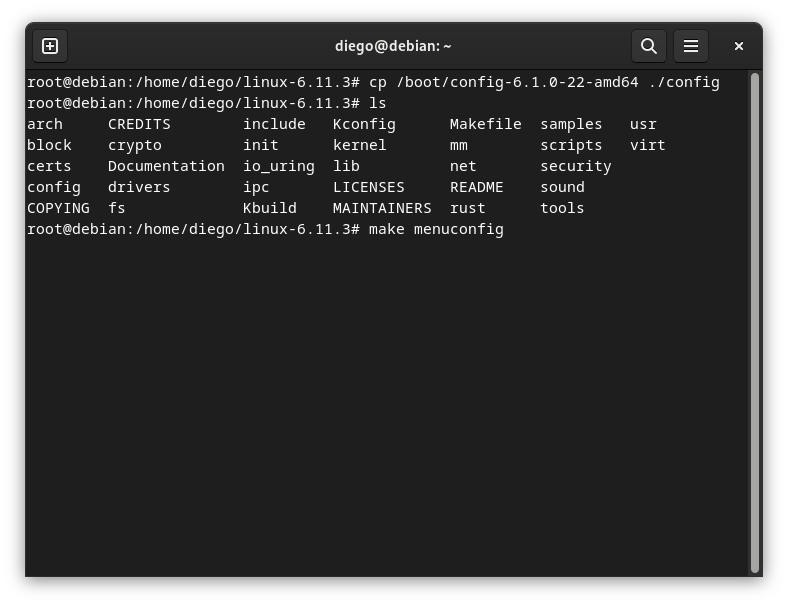 diego@debian: ~
root@debian:/home/diego/linux-6.11.3# cp /boot/config-6.1.0-22-amd64 ./config
root@debian:/home/diego/linux-6.11.3# ls
arch     CREDITS        include   Kconfig      Makefile  samples   usr
block    crypto         init      kernel       mm        scripts   virt
certs    Documentation  io_uring  lib          net       security
config   drivers        ipc       LICENSES     README    sound
COPYING  fs             Kbuild    MAINTAINERS  rust      tools
root@debian:/home/diego/linux-6.11.3# make menuconfig